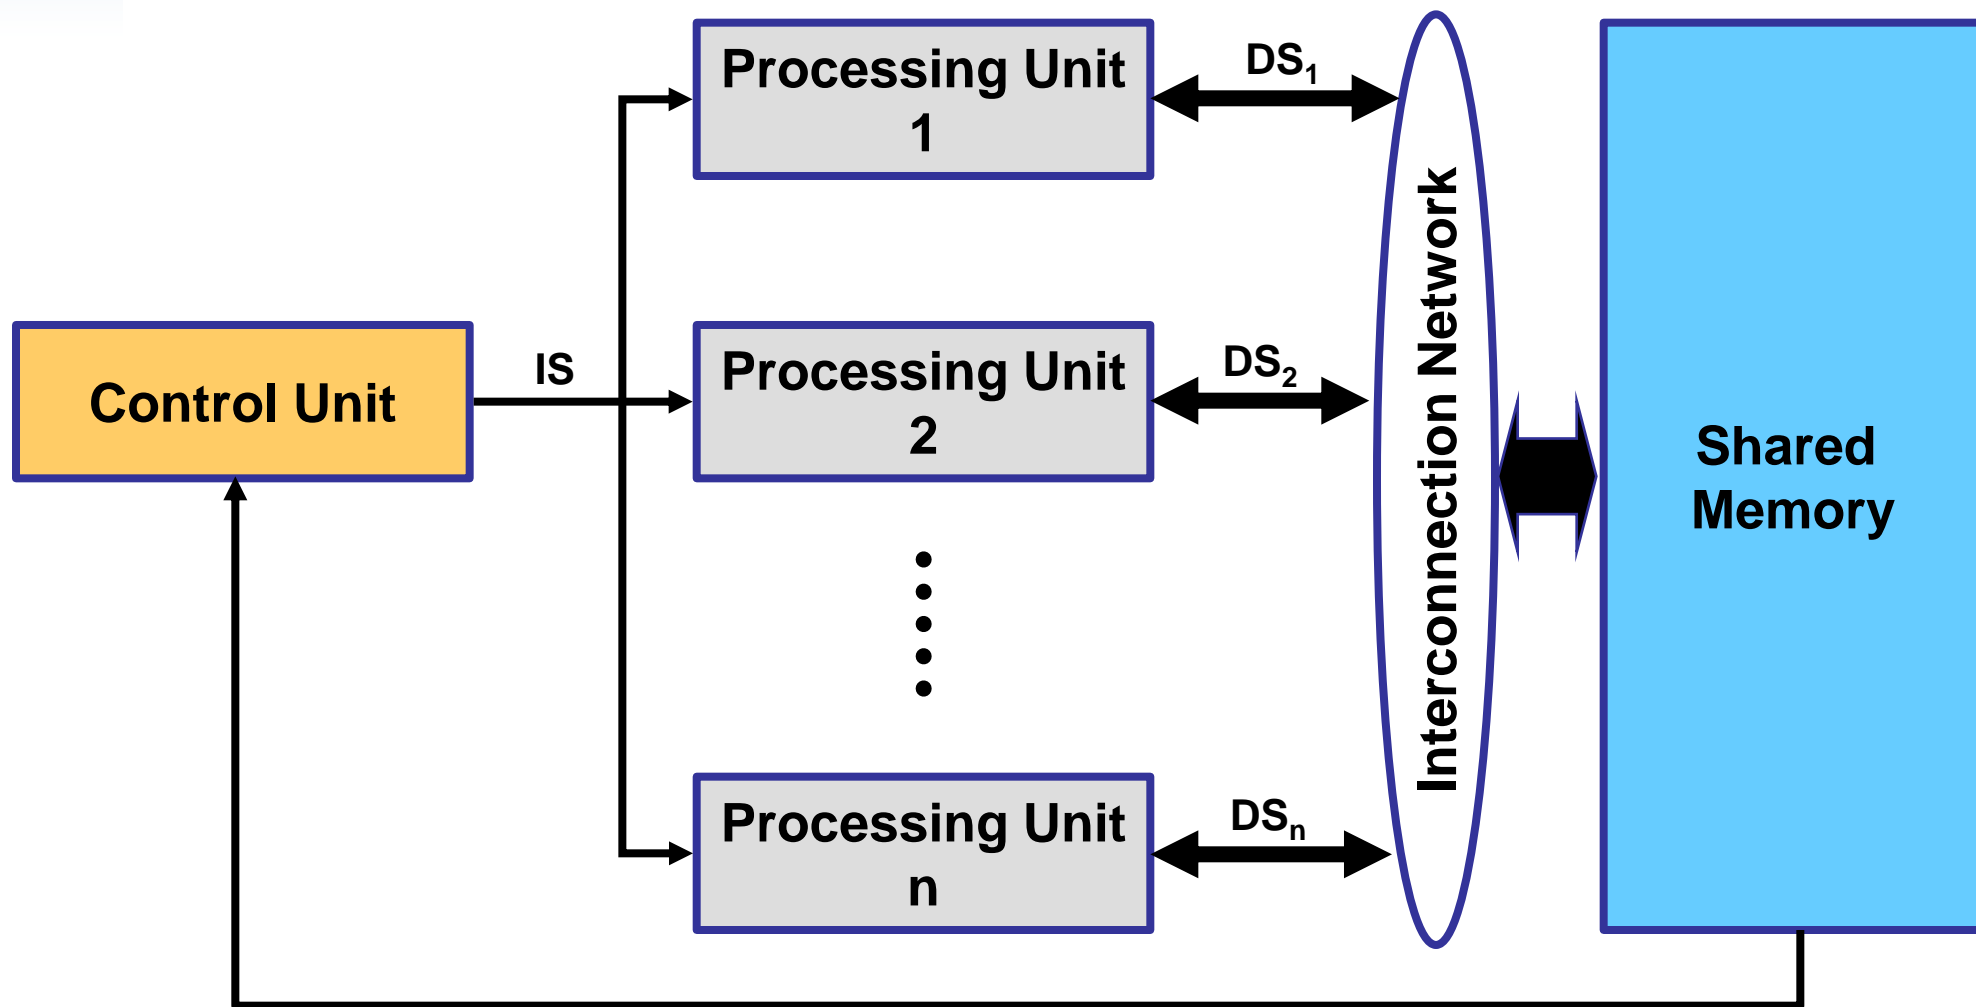 Processing Unit
1
DS₁
Control Unit
IS
Processing Unit
2
DS₂
Interconnection Network
Shared
Memory
Processing Unit
n
DSₙ